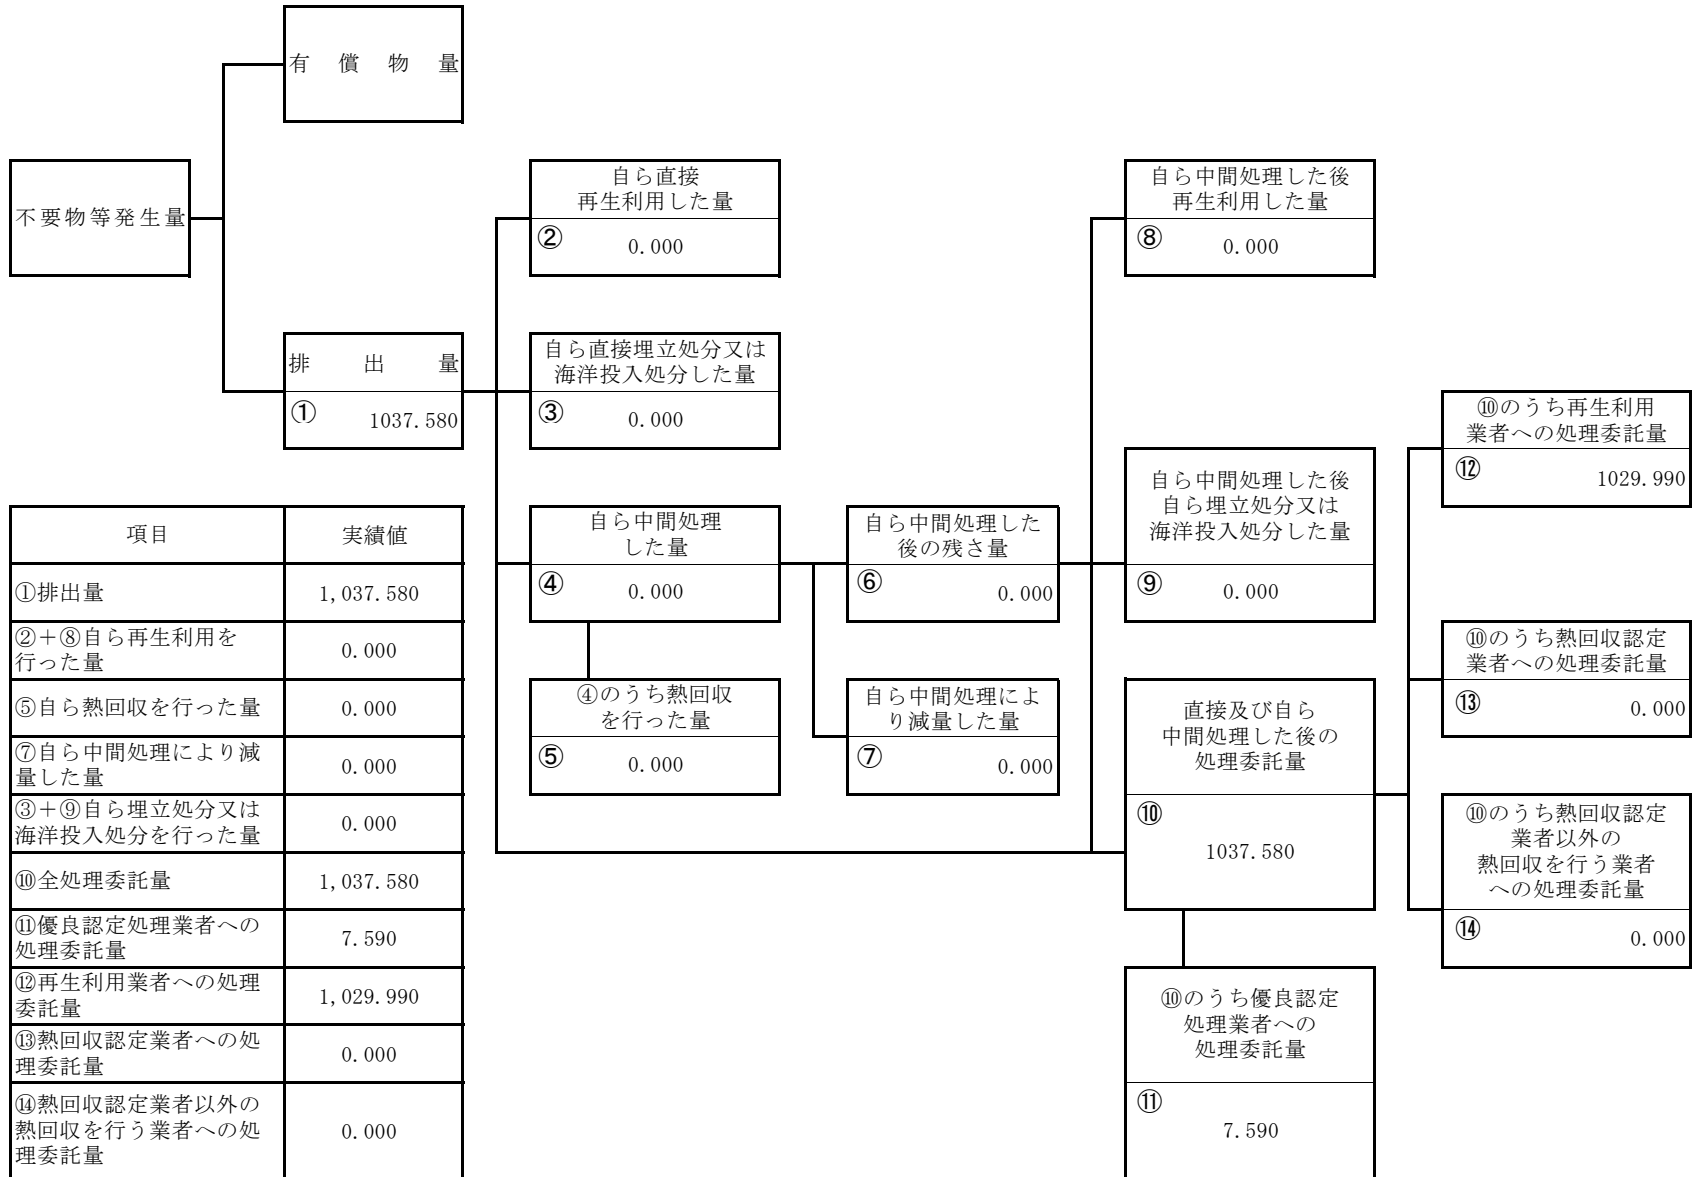 有償物量
不要物等発生量
排出量
① 1037.580
自ら直接
再生利用した量
② 0.000
自ら直接埋立処分又は
海洋投入処分した量
③ 0.000
自ら中間処理
した量
④ 0.000
④のうち熱回収
を行った量
⑤ 0.000
自ら中間処理した
後の残さ量
⑥ 0.000
自ら中間処理によ
り減量した量
⑦ 0.000
自ら中間処理した後
再生利用した量
⑧ 0.000
自ら中間処理した後
自ら埋立処分又は
海洋投入処分した量
⑨ 0.000
直接及び自ら
中間処理した後の
処理委託量
⑩
1037.580
⑩のうち優良認定
処理業者への
処理委託量
⑪
7.590
⑩のうち再生利用
業者への処理委託量
⑫ 1029.990
⑩のうち熱回収認定
業者への処理委託量
⑬ 0.000
⑩のうち熱回収認定
業者以外の
熱回収を行う業者
への処理委託量
⑭ 0.000
項目 実績値
①排出量 1,037.580
②+⑧自ら再生利用を
行った量 0.000
⑤自ら熱回収を行った量 0.000
⑦自ら中間処理により減
量した量 0.000
③+⑨自ら埋立処分又は
海洋投入処分を行った量 0.000
⑩全処理委託量 1,037.580
⑪優良認定処理業者への
処理委託量 7.590
⑫再生利用業者への処理
委託量 1,029.990
⑬熱回収認定業者への処
理委託量 0.000
⑭熱回収認定業者以外の
熱回収を行う業者への処
理委託量 0.000